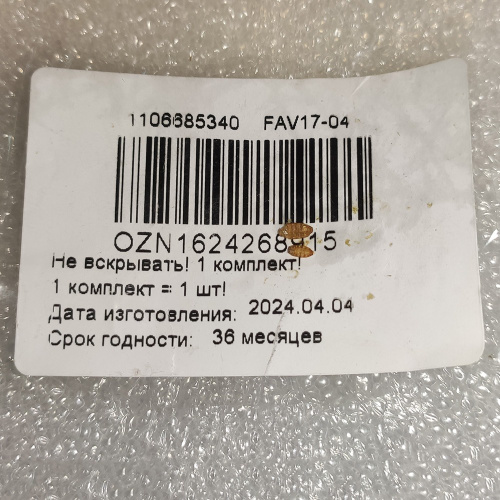 1106685340 FAV17-04
OZN1624268915
Не вскрывать! 1 комплект!
1 комплект = 1 шт!
Дата изготовления: 2024.04.04
Срок годности: 36 месяцев